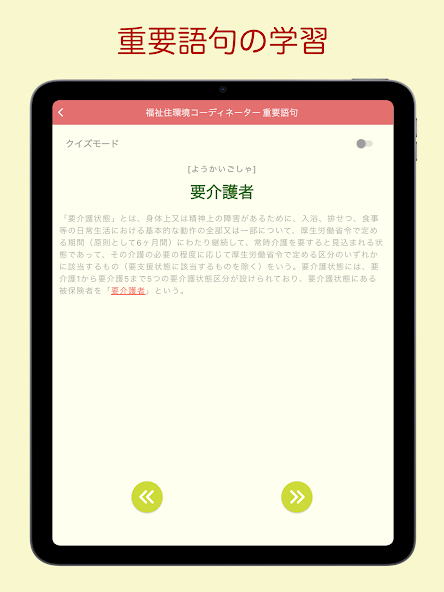 重要語句の学習
福祉住環境コーディネーター 重要語句
クイズモード
[ようかいごしゃ]
要介護者
「要介護状態」とは、身体上又は精神上の障害があるために、入浴、排せつ、食事
等の日常生活における基本的な動作の全部又は一部について、厚生労働省令で定め
る期間（原則として6ヶ月間）にわたり継続して、常時介護を要すると見込まれる状
態であって、その介護の必要の程度に応じて厚生労働省令で定める区分のいずれか
に該当するもの（要支援状態に該当するものを除く）をいう。要介護状態には、要
介護1から要介護5まで5つの要介護状態区分が設けられており、要介護状態にある
被保険者を「要介護者」という。